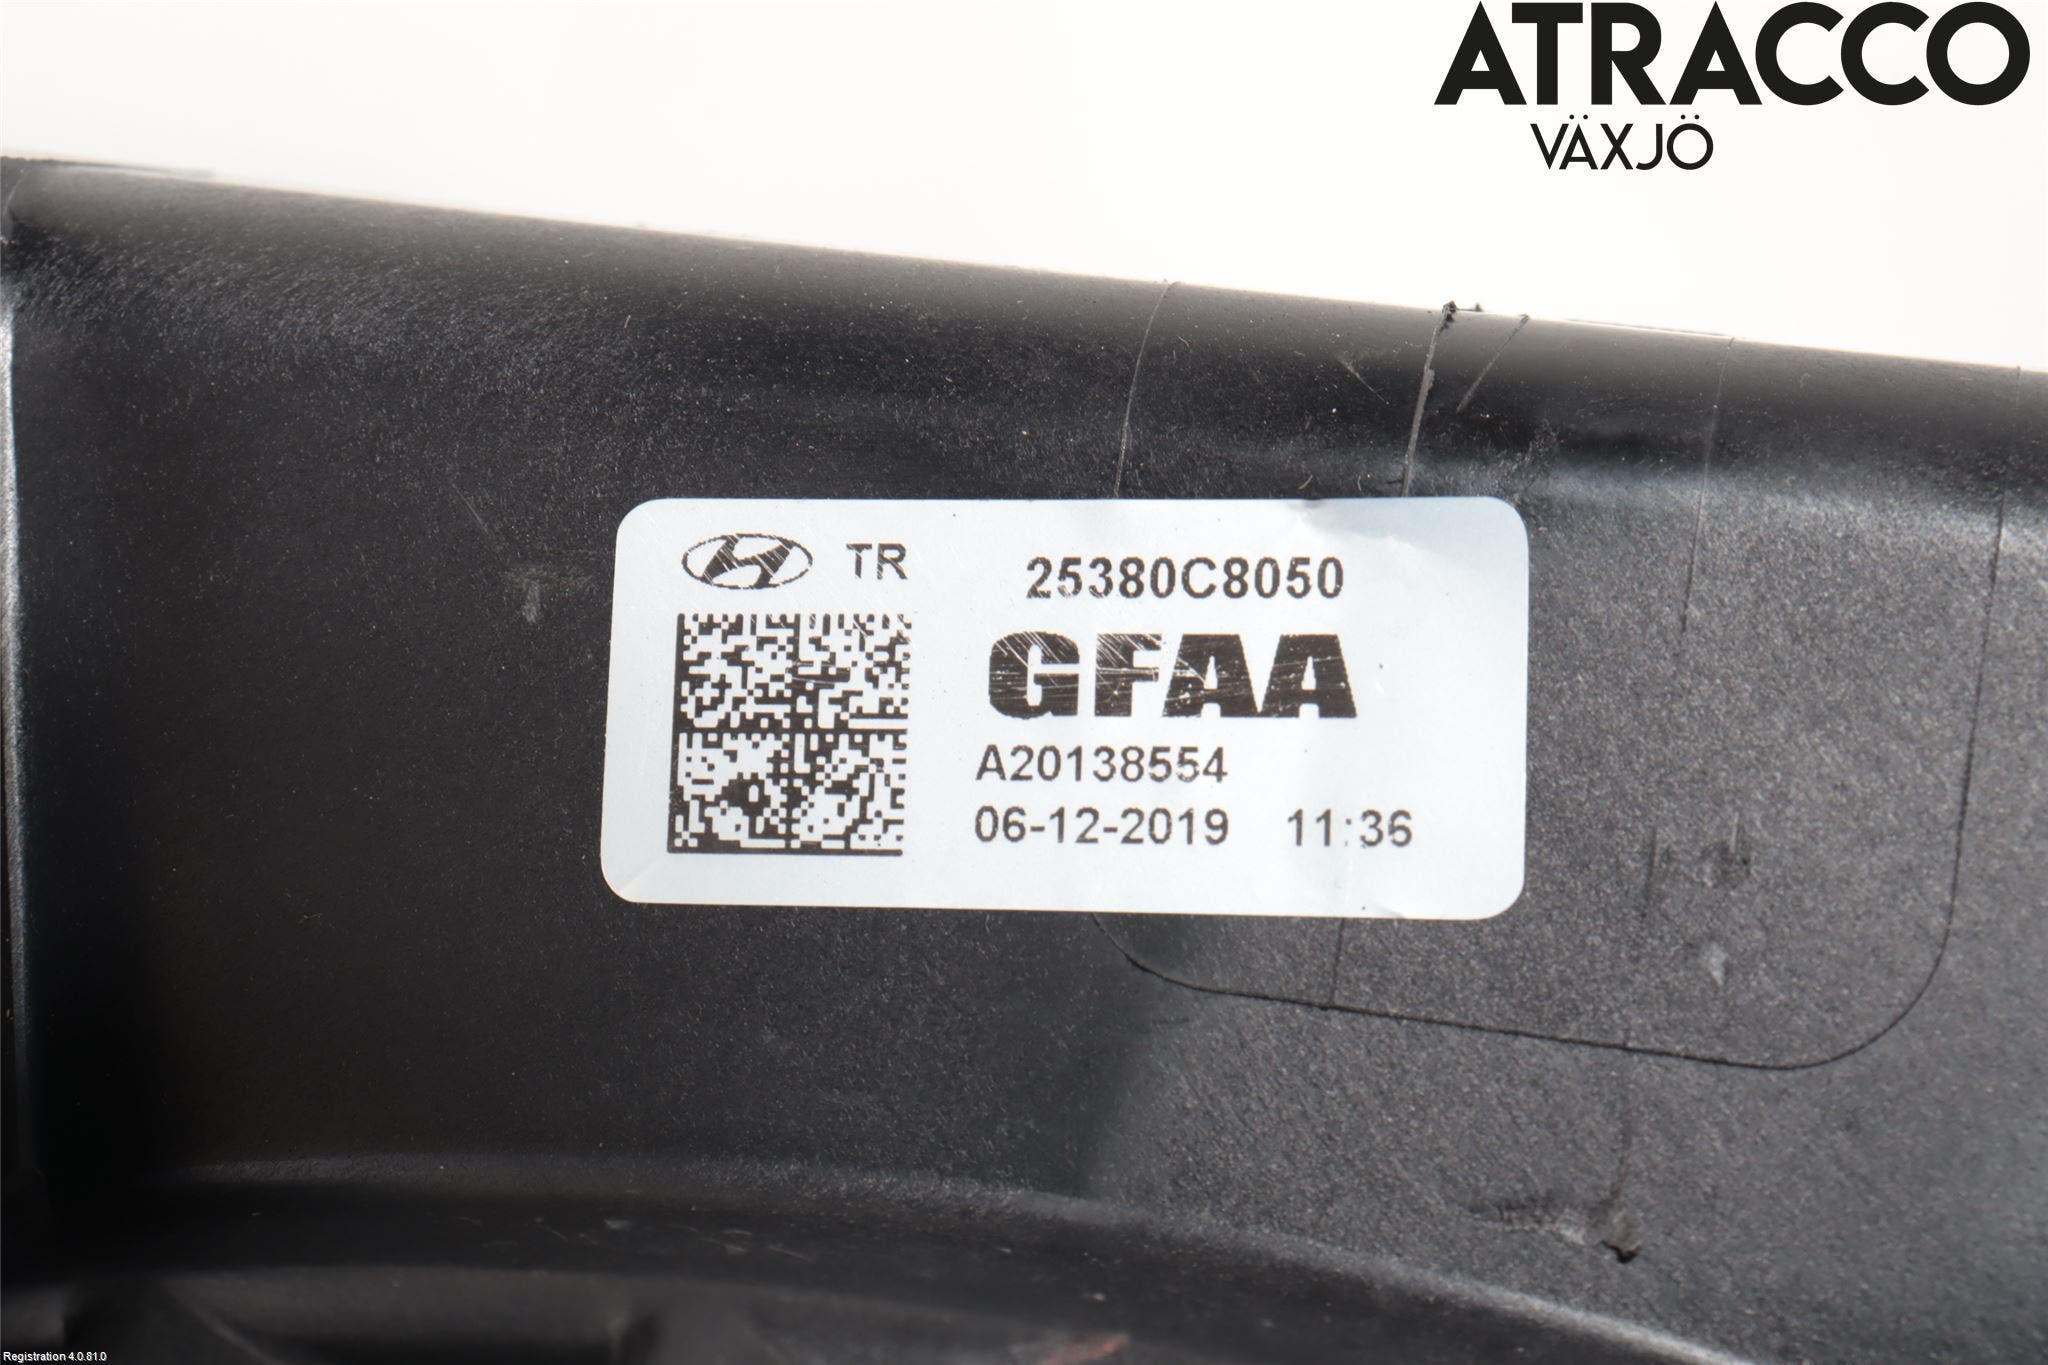 ATRACCO
VÄXJÖ
TR
25380C8050
GFAA
A20138554
06-12-2019 11:36
Registration 4.0.81.0